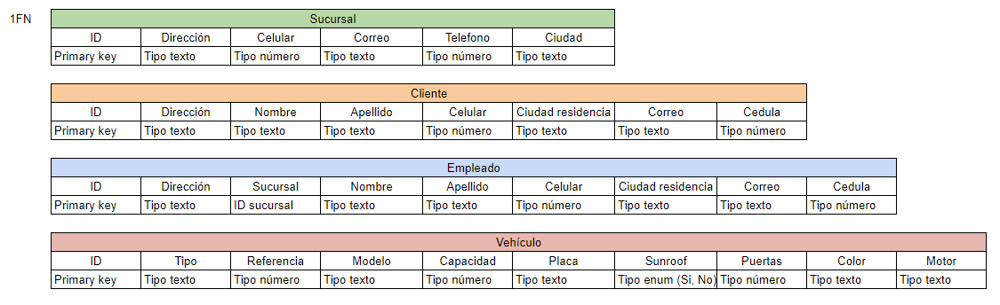 1FN
Sucursal
ID Dirección Celular Correo Telefono Ciudad
Primary key Tipo texto Tipo número Tipo texto Tipo número Tipo texto
Cliente
ID Dirección Nombre Apellido Celular Ciudad residencia Correo Cedula
Primary key Tipo texto Tipo texto Tipo texto Tipo número Tipo texto Tipo texto Tipo número
Empleado
ID Dirección Sucursal Nombre Apellido Celular Ciudad residencia Correo Cedula
Primary key Tipo texto ID sucursal Tipo texto Tipo texto Tipo número Tipo texto Tipo texto Tipo número
Vehículo
ID Tipo Referencia Modelo Capacidad Placa Sunroof Puertas Color Motor
Primary key Tipo texto Tipo número Tipo texto Tipo número Tipo texto Tipo enum (Si, No) Tipo número Tipo texto Tipo texto